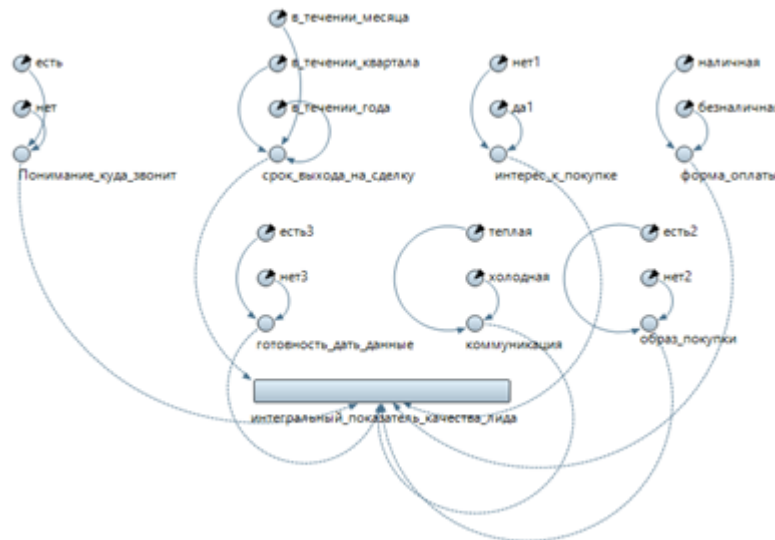 в_течении_месяца
есть
в_течении_квартала
нет1
наличная
нет
в_течении_года
да1
безналичная
Понимание_куда_звонит
срок_выхода_на_сделку
интерес_к_покупке
форма_оплаты
есть3
теплая
есть2
нет3
холодная
нет2
готовность_дать_данные
коммуникация
образ_покупки
интегральный_показатель_качества_лида